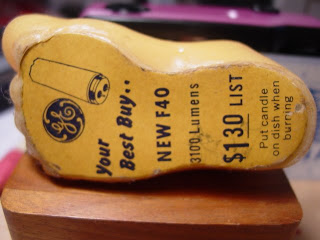 GE
Your
Best Buy..
NEW F40
3100 Lumens
$1.30 LIST
Put candle
on dish when
burning